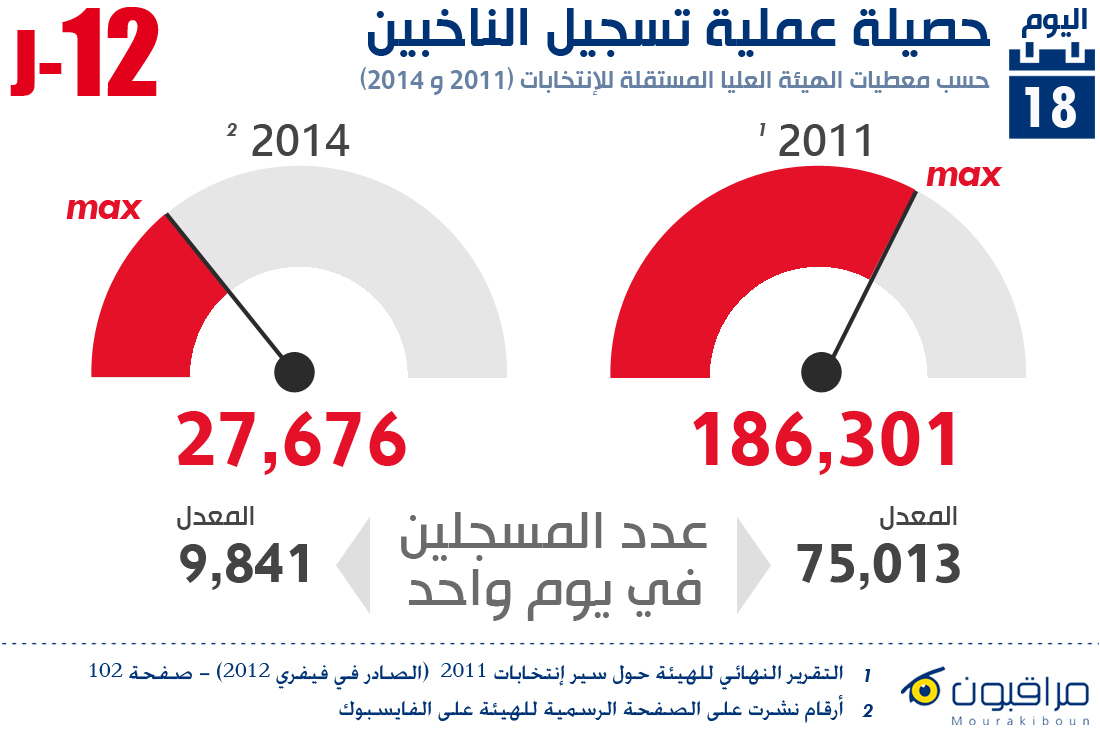 حصيلة عملية تسجيل الناخبين
حسب معطيات الهيئة العليا المستقلة للإنتخابات (2011 و 2014)
اليوم
18
J-12
2011 1
max
186,301
2014 2
max
27,676
عدد المسجلين
في يوم واحد
المعدل
75,013
المعدل
9,841
1 التقرير النهائي للهيئة حول سير إنتخابات 2011 (الصادر في فيفري 2012) – صفحة 102
2 أرقام نشرت على الصفحة الرسمية للهيئة على الفايسبوك
مراقبون
Mourakiboun